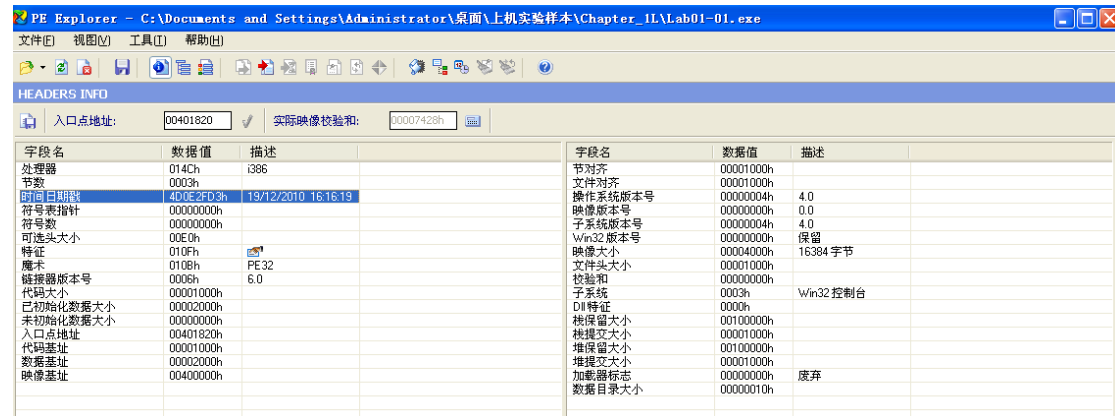 PE Explorer - C:\Documents and Settings\Administrator\桌面\上机实验样本\Chapter_1L\Lab01-01.exe
文件(F) 视图(V) 工具(T) 帮助(H)
HEADERS INFO
入口点地址: 00401820 实际映像校验和: 00007428h
字段名 数据值 描述
处理器 014Ch i386
节数 0003h
时间日期戳 4D0E2FD3h 19/12/2010 16:16:19
符号表指针 00000000h
符号数 00000000h
可选头大小 00E0h
特征 010Fh
魔术 010Bh PE32
链接器版本号 0006h 6.0
代码大小 00001000h
已初始化数据大小 00002000h
未初始化数据大小 00000000h
入口点地址 00401820h
代码基址 00001000h
数据基址 00002000h
映像基址 00400000h
字段名 数据值 描述
节对齐 00001000h
文件对齐 00001000h
操作系统版本号 00000004h 4.0
映像版本号 00000000h 0.0
子系统版本号 00000004h 4.0
Win32 版本号 00000000h 保留
映像大小 00004000h 16384 字节
文件头大小 00001000h
校验和 00000000h
子系统 0003h Win32 控制台
Dll 特征 0000h
栈保留大小 00100000h
栈提交大小 00001000h
堆保留大小 00100000h
堆提交大小 00001000h
加载器标志 00000000h 废弃
数据目录大小 00000010h